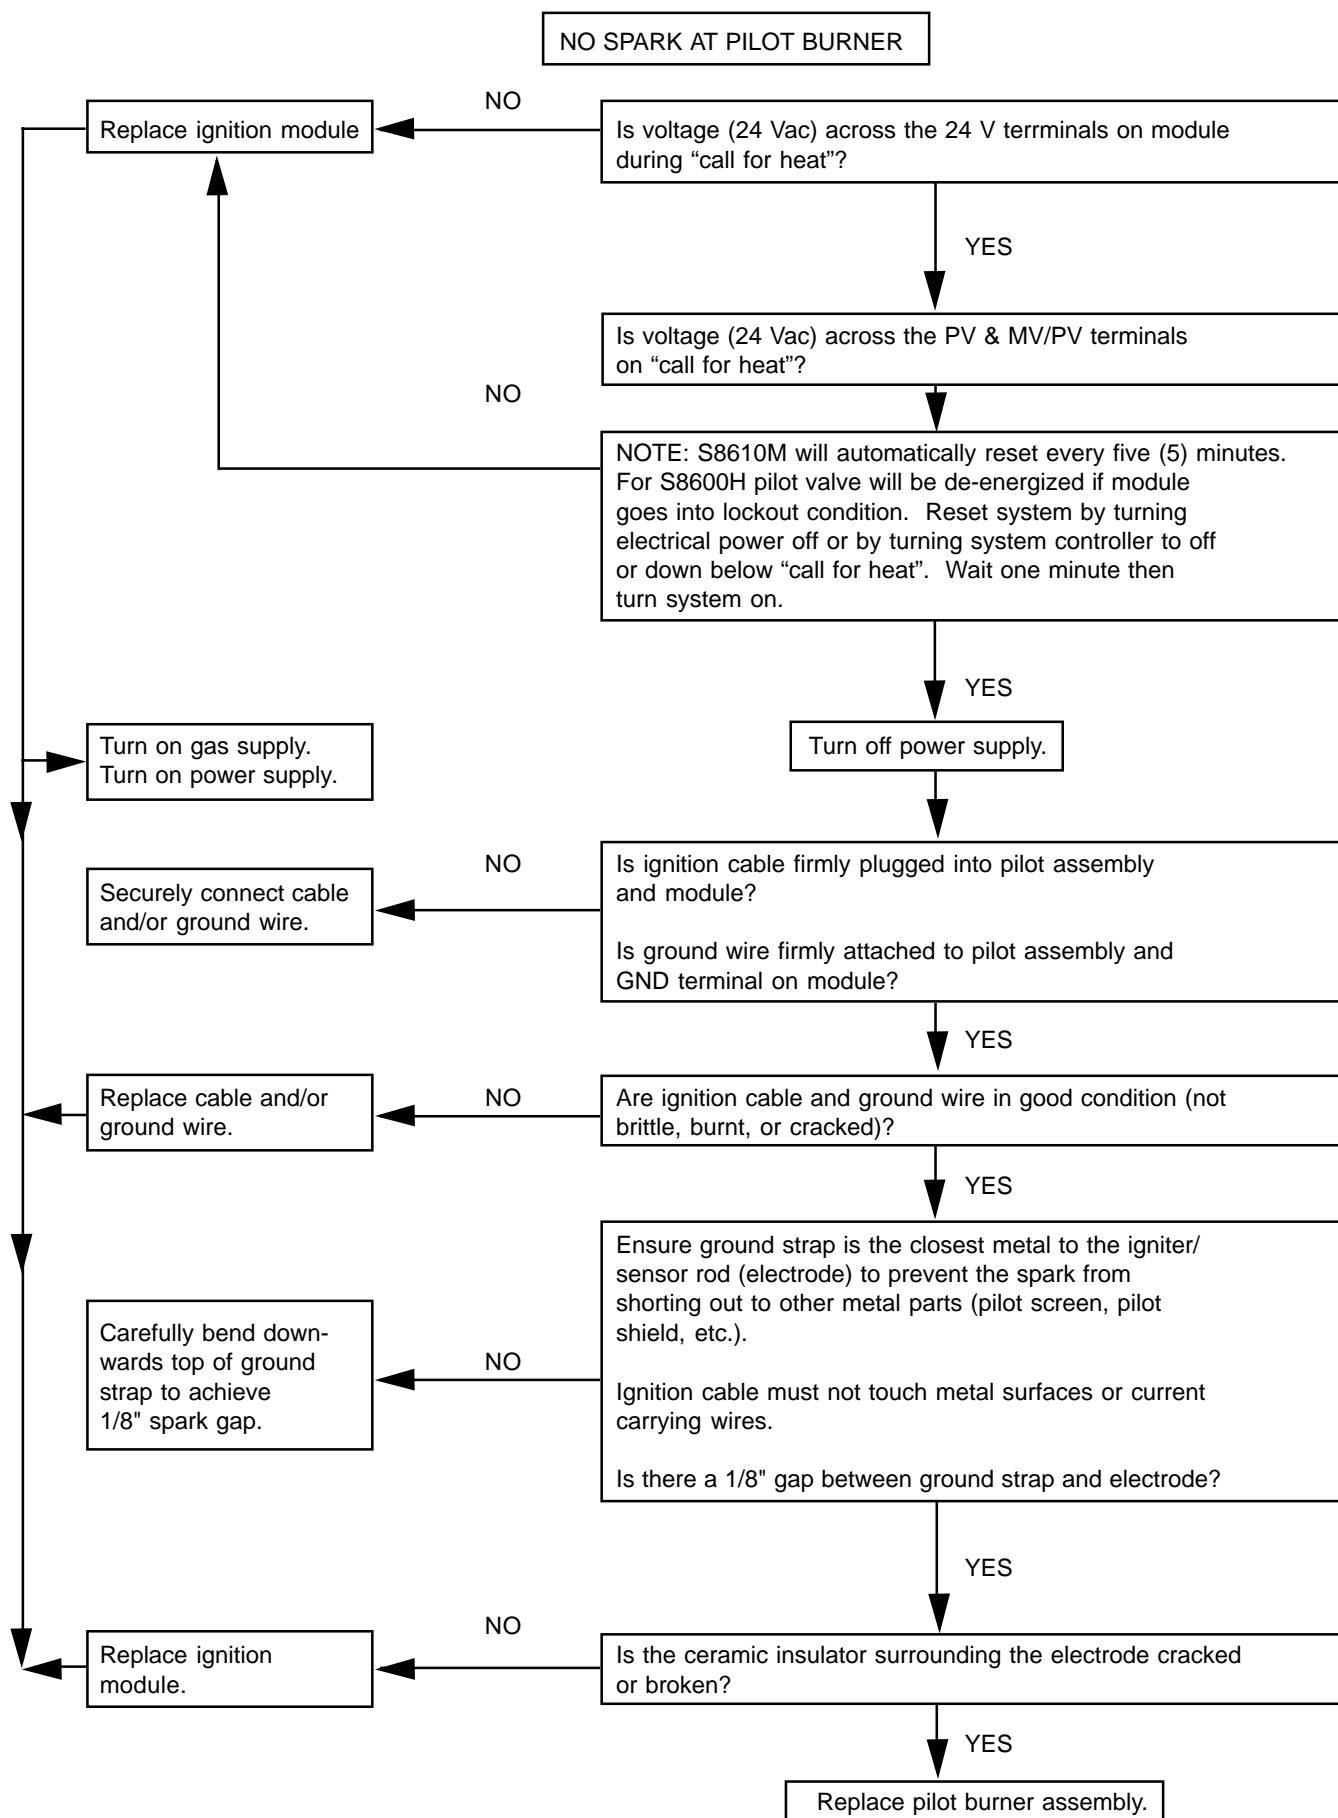 NO SPARK AT PILOT BURNER
NO
Replace ignition module
Is voltage (24 Vac) across the 24 V terrminals on module
during “call for heat”?
YES
Is voltage (24 Vac) across the PV & MV/PV terminals
on “call for heat”?
NO
NOTE: S8610M will automatically reset every five (5) minutes.
For S8600H pilot valve will be de-energized if module
goes into lockout condition. Reset system by turning
electrical power off or by turning system controller to off
or down below “call for heat”. Wait one minute then
turn system on.
YES
Turn on gas supply.
Turn on power supply.
Turn off power supply.
NO
Securely connect cable
and/or ground wire.
Is ignition cable firmly plugged into pilot assembly
and module?
Is ground wire firmly attached to pilot assembly and
GND terminal on module?
YES
Replace cable and/or
ground wire.
NO
Are ignition cable and ground wire in good condition (not
brittle, burnt, or cracked)?
YES
Ensure ground strap is the closest metal to the igniter/
sensor rod (electrode) to prevent the spark from
shorting out to other metal parts (pilot screen, pilot
shield, etc.).
Carefully bend down-
wards top of ground
strap to achieve
1/8" spark gap.
NO
Ignition cable must not touch metal surfaces or current
carrying wires.
Is there a 1/8" gap between ground strap and electrode?
YES
NO
Replace ignition
module.
Is the ceramic insulator surrounding the electrode cracked
or broken?
YES
Replace pilot burner assembly.